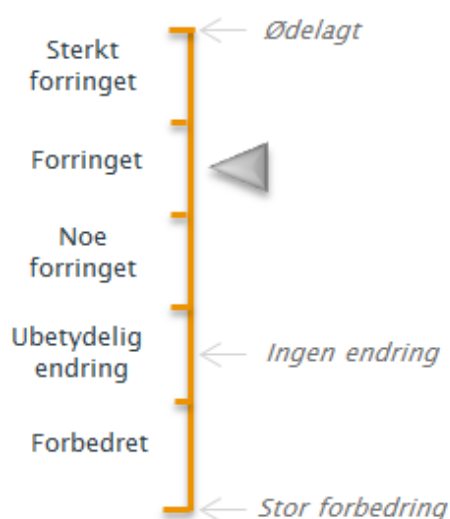 Ødelagt
Sterkt
forringet
Forringet
Noe
forringet
Ubetydelig
endring
Ingen endring
Forbedret
Stor forbedring